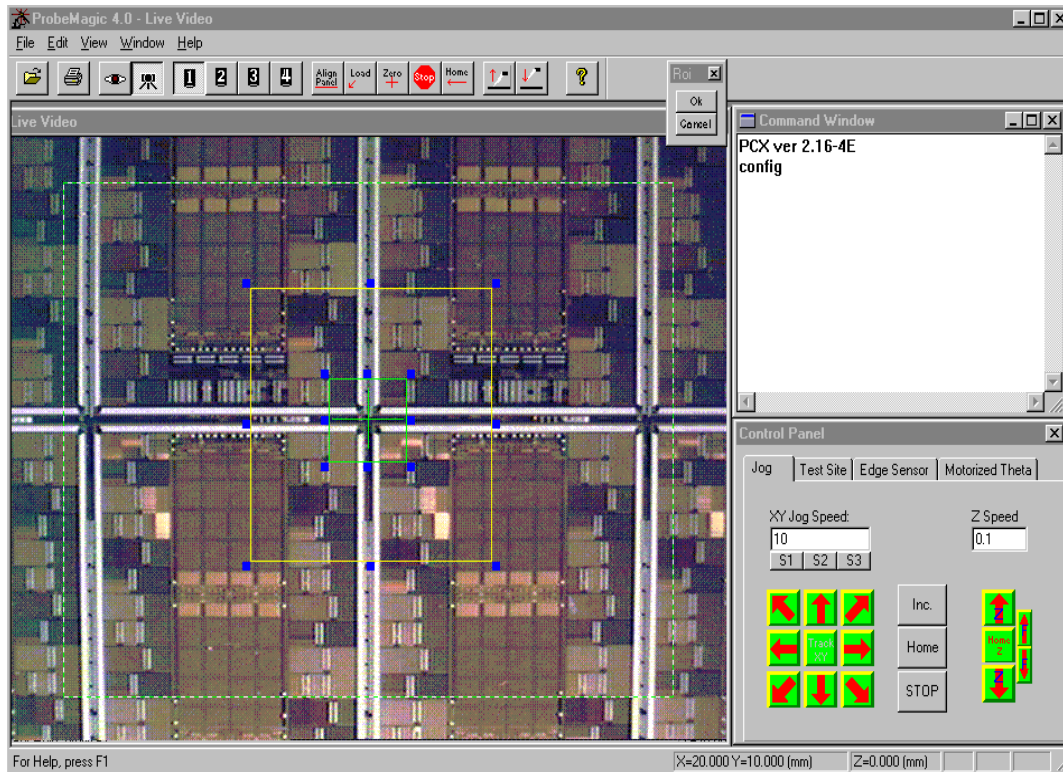 ProbeMagic 4.0 - Live Video
File Edit View Window Help
1 2 3 4 Align Panel Load Zero Stop Home ?
Roi
Ok
Cancel
Live Video
Command Window
PCX ver 2.16-4E
config
Control Panel
Jog Test Site Edge Sensor Motorized Theta
XY Jog Speed: Z Speed
10 0.1
S1 S2 S3
Inc.
Track XY Home
STOP
Z
Home Z
Z
F
F
For Help, press F1 X=20.000 Y=10.000 (mm) Z=0.000 (mm)